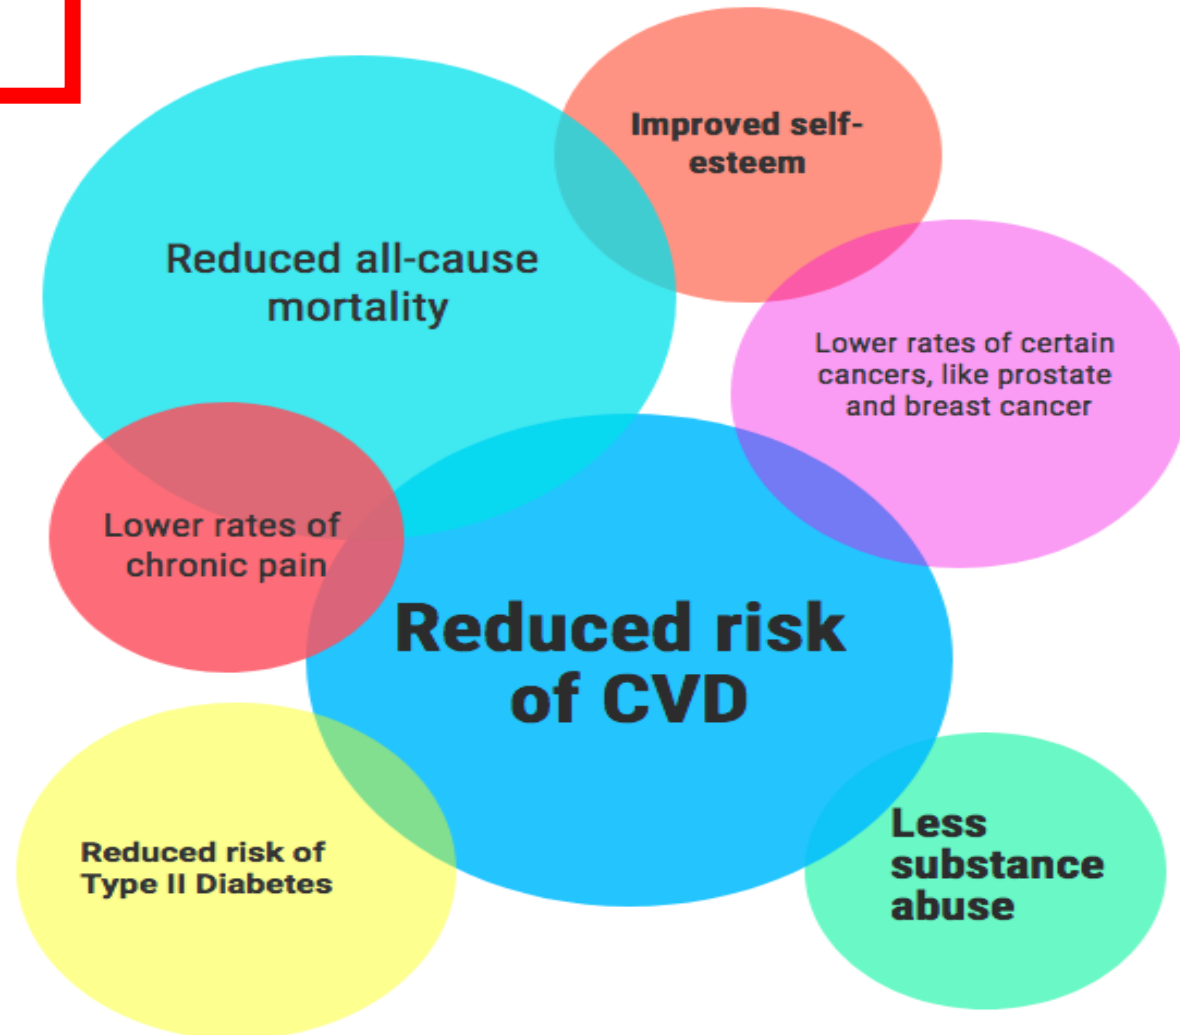 Improved self-
esteem
Reduced all-cause
mortality
Lower rates of certain
cancers, like prostate
and breast cancer
Lower rates of
chronic pain
Reduced risk
of CVD
Reduced risk of
Type II Diabetes
Less
substance
abuse